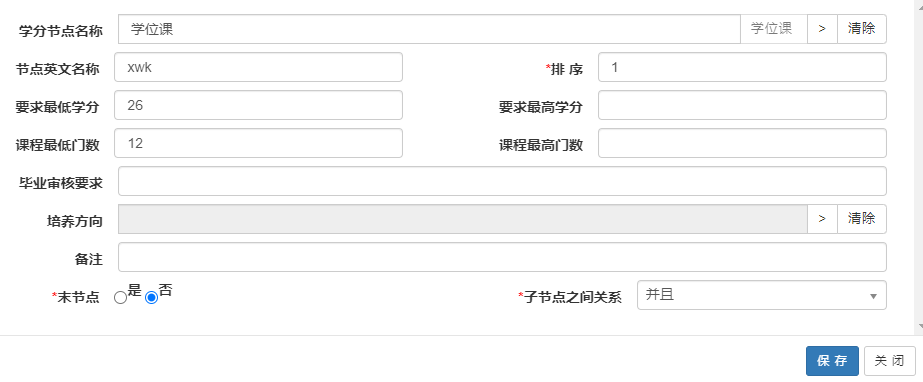 学分节点名称 学位课 学位课 > 清除
节点英文名称 xwk *排 序 1
要求最低学分 26 要求最高学分
课程最低门数 12 课程最高门数
毕业审核要求
培养方向 > 清除
备注
*末节点 是 否 *子节点之间关系 并且
保 存 关 闭